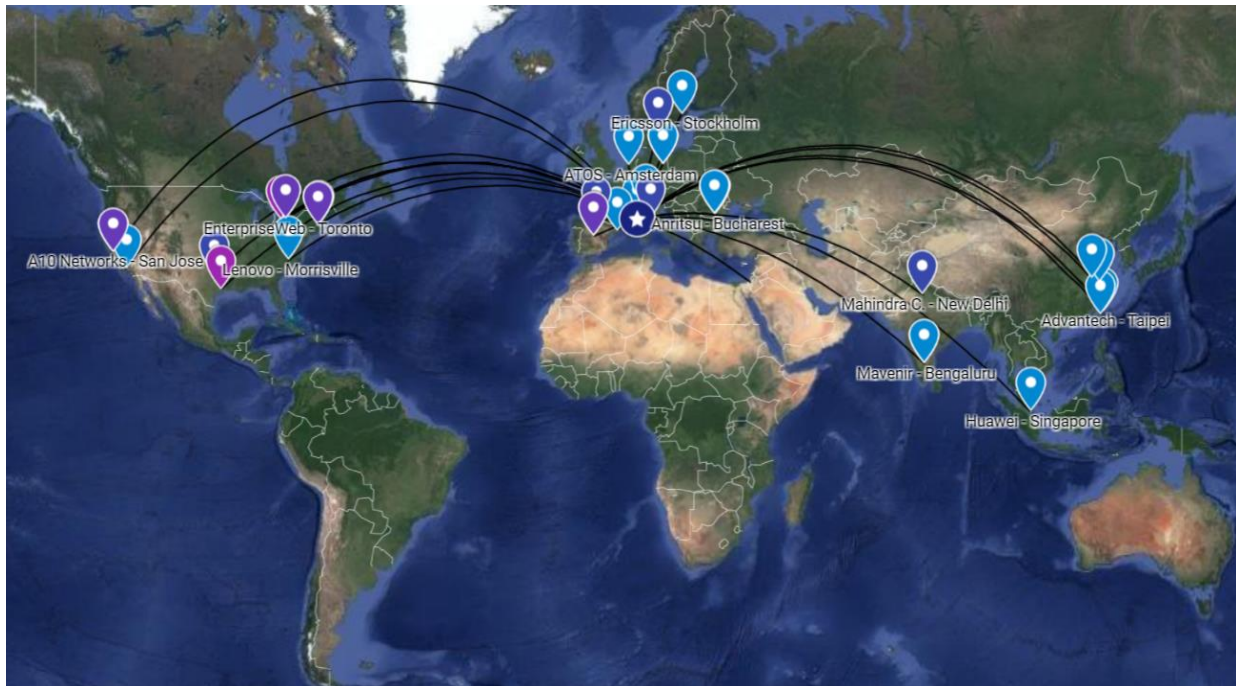 Ericsson - Stockholm
ATOS - Amsterdam
Anritsu - Bucharest
EnterpriseWeb - Toronto
A10 Networks - San Jose
Lenovo - Morrisville
Mahindra C. - New Delhi
Advantech - Taipei
Mavenir - Bengaluru
Huawei - Singapore